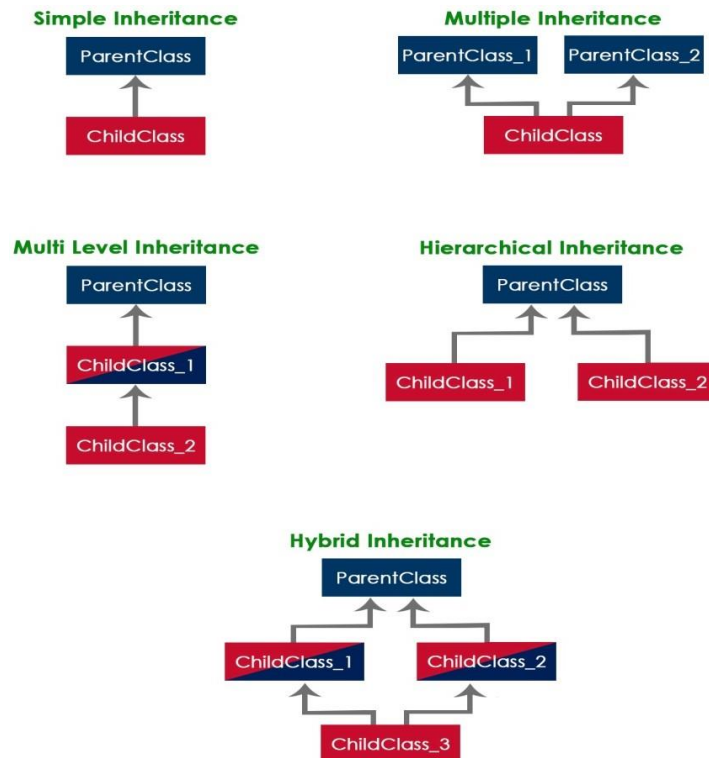 Simple Inheritance
ParentClass
ChildClass
Multiple Inheritance
ParentClass_1
ParentClass_2
ChildClass
Multi Level Inheritance
ParentClass
ChildClass_1
ChildClass_2
Hierarchical Inheritance
ParentClass
ChildClass_1
ChildClass_2
Hybrid Inheritance
ParentClass
ChildClass_1
ChildClass_2
ChildClass_3